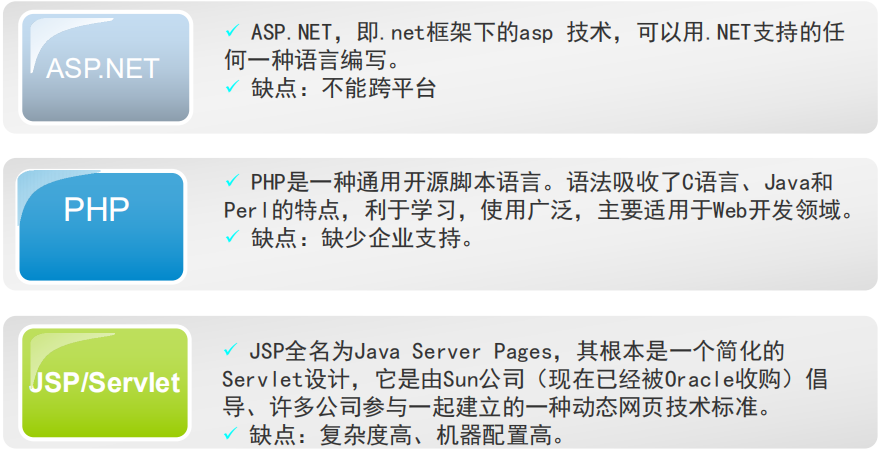 ASP.NET
✓ ASP.NET，即.net框架下的asp 技术，可以用.NET支持的任
何一种语言编写。
✓ 缺点：不能跨平台
PHP
✓ PHP是一种通用开源脚本语言。语法吸收了C语言、Java和
Perl的特点，利于学习，使用广泛，主要适用于Web开发领域。
✓ 缺点：缺少企业支持。
JSP/Servlet
✓ JSP全名为Java Server Pages，其根本是一个简化的
Servlet设计，它是由Sun公司（现在已经被Oracle收购）倡
导、许多公司参与一起建立的一种动态网页技术标准。
✓ 缺点：复杂度高、机器配置高。